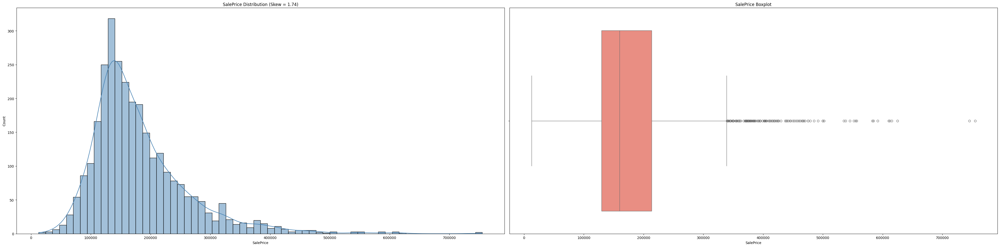 SalePrice Distribution (Skew = 1.74)
300
250
200
150
100
50
0
Count
0 100000 200000 300000 400000 500000 600000 700000
SalePrice
SalePrice Boxplot
0 100000 200000 300000 400000 500000 600000 700000
SalePrice